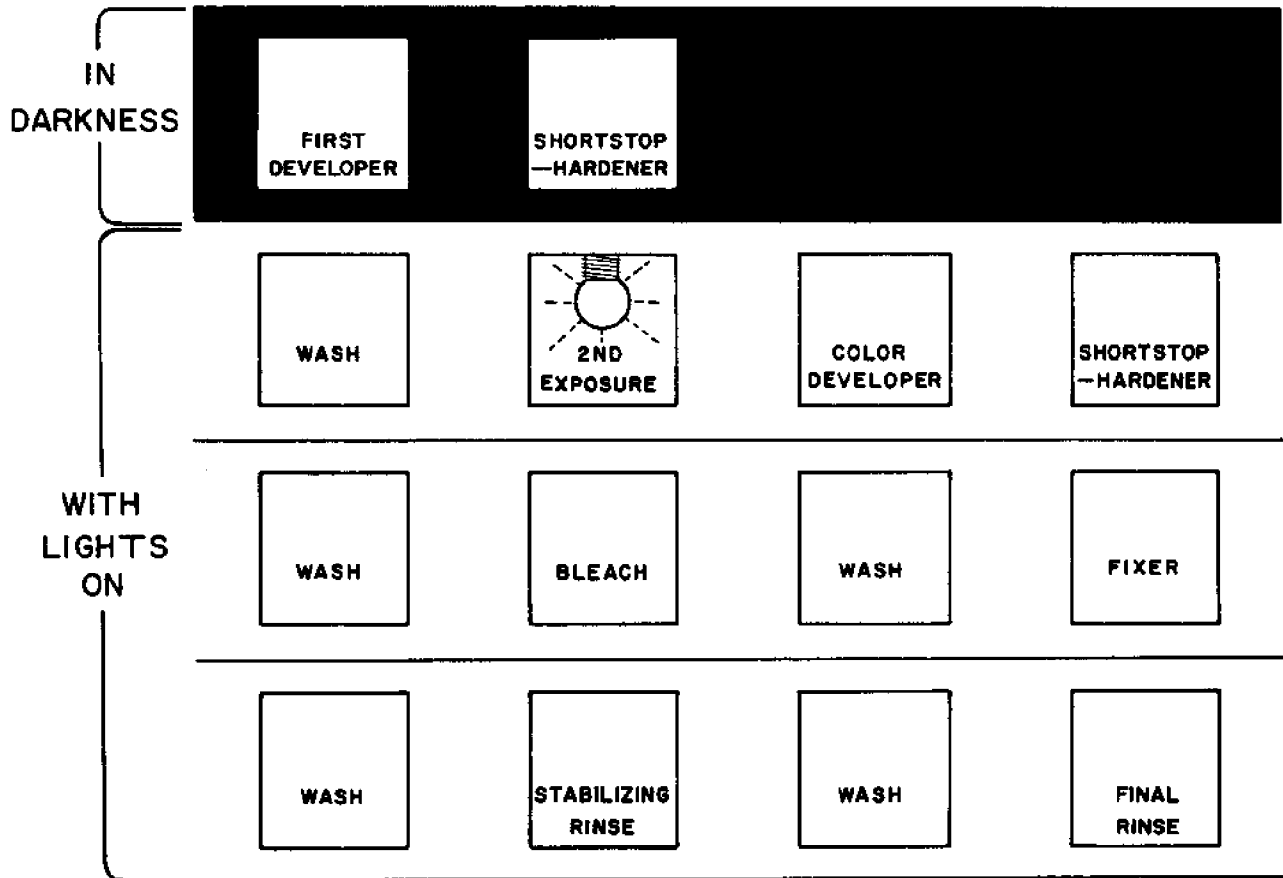 IN
DARKNESS
FIRST
DEVELOPER
SHORTSTOP
—HARDENER
WITH
LIGHTS
ON
WASH
2ND
EXPOSURE
COLOR
DEVELOPER
SHORTSTOP
—HARDENER
WASH
BLEACH
WASH
FIXER
WASH
STABILIZING
RINSE
WASH
FINAL
RINSE